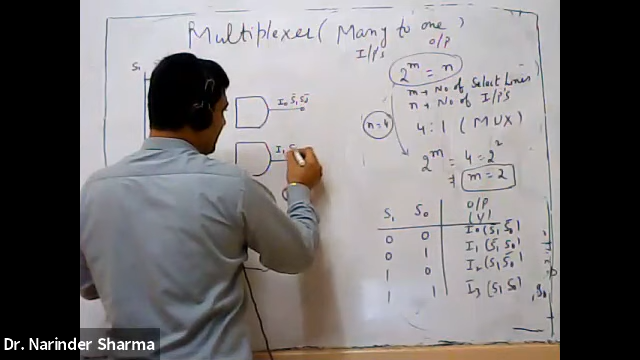 Multiplexer ( Many to one )
I/P's O/P
2^m = n
m → No of Select Lines
n → No of I/P's
n=4
4:1 ( MUX )
2^m = 4 = 2^2
⇒ m = 2
S1
I0 S̄1 S̄0
I1 S
S1 S0 O/P (Y)
0 0 I0 (S̄1 S̄0)
0 1 I1 (S̄1 S0)
1 0 I2 (S1 S̄0)
1 1 I3 (S1 S0)
Dr. Narinder Sharma